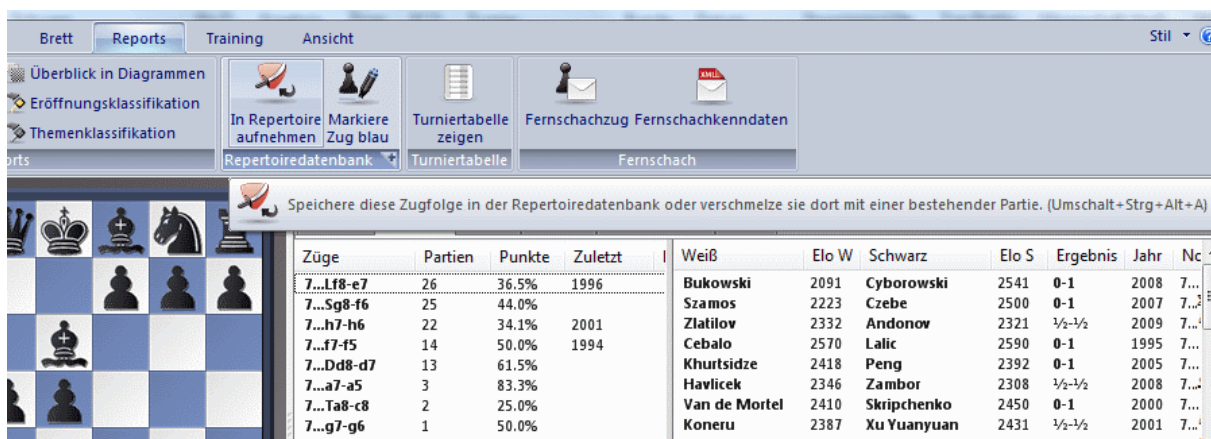 Brett Reports Training Ansicht Stil
Überblick in Diagrammen
Eröffnungsklassifikation
Themenklassifikation
In Repertoire aufnehmen
Markiere Zug blau
Turniertabelle zeigen
Fernschachzug Fernschachkenndaten
Repertoiredatenbank Turniertabelle Fernschach
Speichere diese Zugfolge in der Repertoiredatenbank oder verschmelze sie dort mit einer bestehender Partie. (Umschalt+Strg+Alt+A)
Züge Partien Punkte Zuletzt
7...Lf8-e7 26 36.5% 1996
7...Sg8-f6 25 44.0%
7...h7-h6 22 34.1% 2001
7...f7-f5 14 50.0% 1994
7...Dd8-d7 13 61.5%
7...a7-a5 3 83.3%
7...Ta8-c8 2 25.0%
7...g7-g6 1 50.0%
Weiß Elo W Schwarz Elo S Ergebnis Jahr
Bukowski 2091 Cyborowski 2541 0-1 2008 7...
Szamos 2223 Czebe 2500 0-1 2007 7...
Zlatilov 2332 Andonov 2321 ½-½ 2009 7...
Cebalo 2570 Lalic 2590 0-1 1995 7...
Khurtsidze 2418 Peng 2392 0-1 2005 7...
Havlicek 2346 Zambor 2308 ½-½ 2008 7...
Van de Mortel 2410 Skripchenko 2450 0-1 2000 7...
Koneru 2387 Xu Yuanyuan 2431 ½-½ 2001 7...